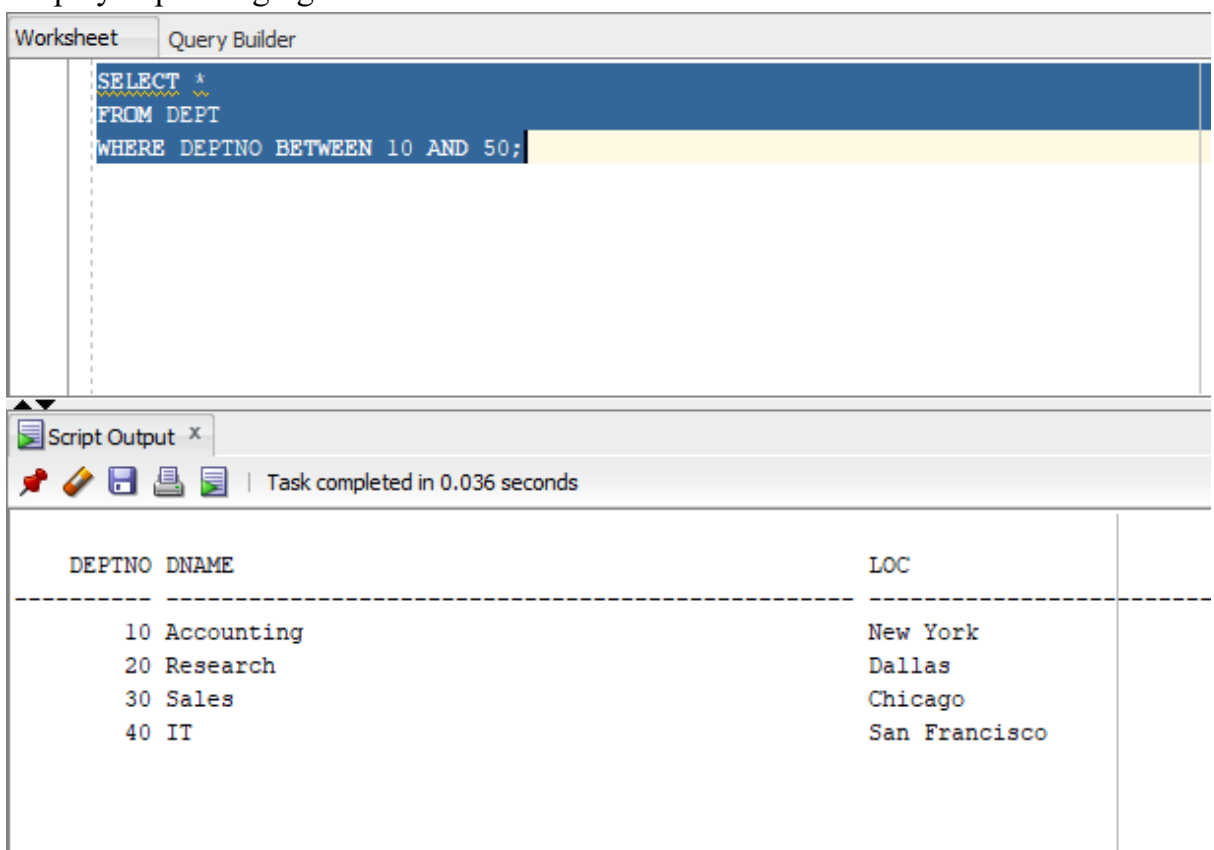 Worksheet Query Builder
SELECT *
FROM DEPT
WHERE DEPTNO BETWEEN 10 AND 50;
Script Output x
| Task completed in 0.036 seconds
DEPTNO DNAME LOC
---------- -------------------------------------------------- -------------------------
10 Accounting New York
20 Research Dallas
30 Sales Chicago
40 IT San Francisco